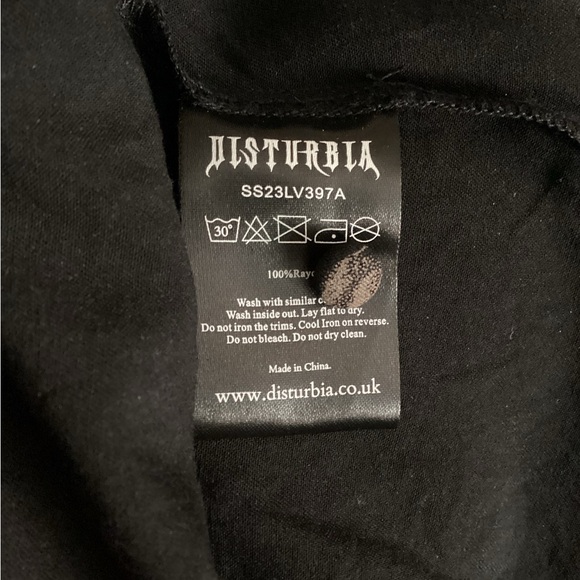 DISTURBIA
SS23LV397A
30°
Wash with similar
Wash inside out. Lay flat to dry.
Do not iron the trims. Cool Iron on reverse.
Do not bleach. Do not dry clean.
Made in China.
www.disturbia.co.uk